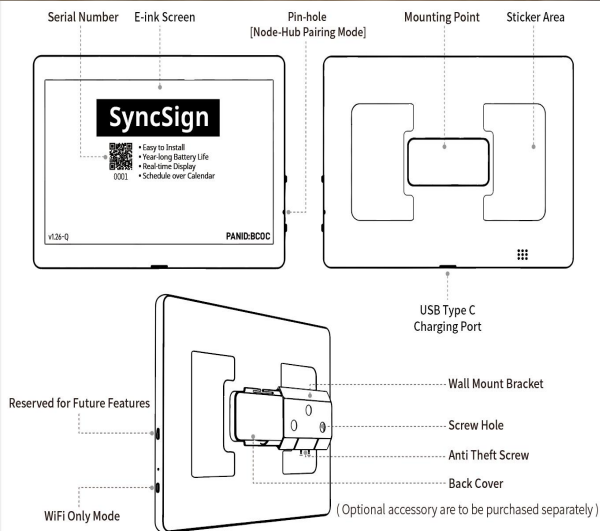 Serial Number
E-ink Screen
Pin-hole
[Node-Hub Pairing Mode]
Mounting Point
Sticker Area
SyncSign
• Easy to Install
• Year-long Battery Life
• Real-time Display
• Schedule over Calendar
0001
v1.26-Q
PANID:BCOC
USB Type C
Charging Port
Wall Mount Bracket
Reserved for Future Features
Screw Hole
Anti Theft Screw
Back Cover
WiFi Only Mode
( Optional accessory are to be purchased separately )